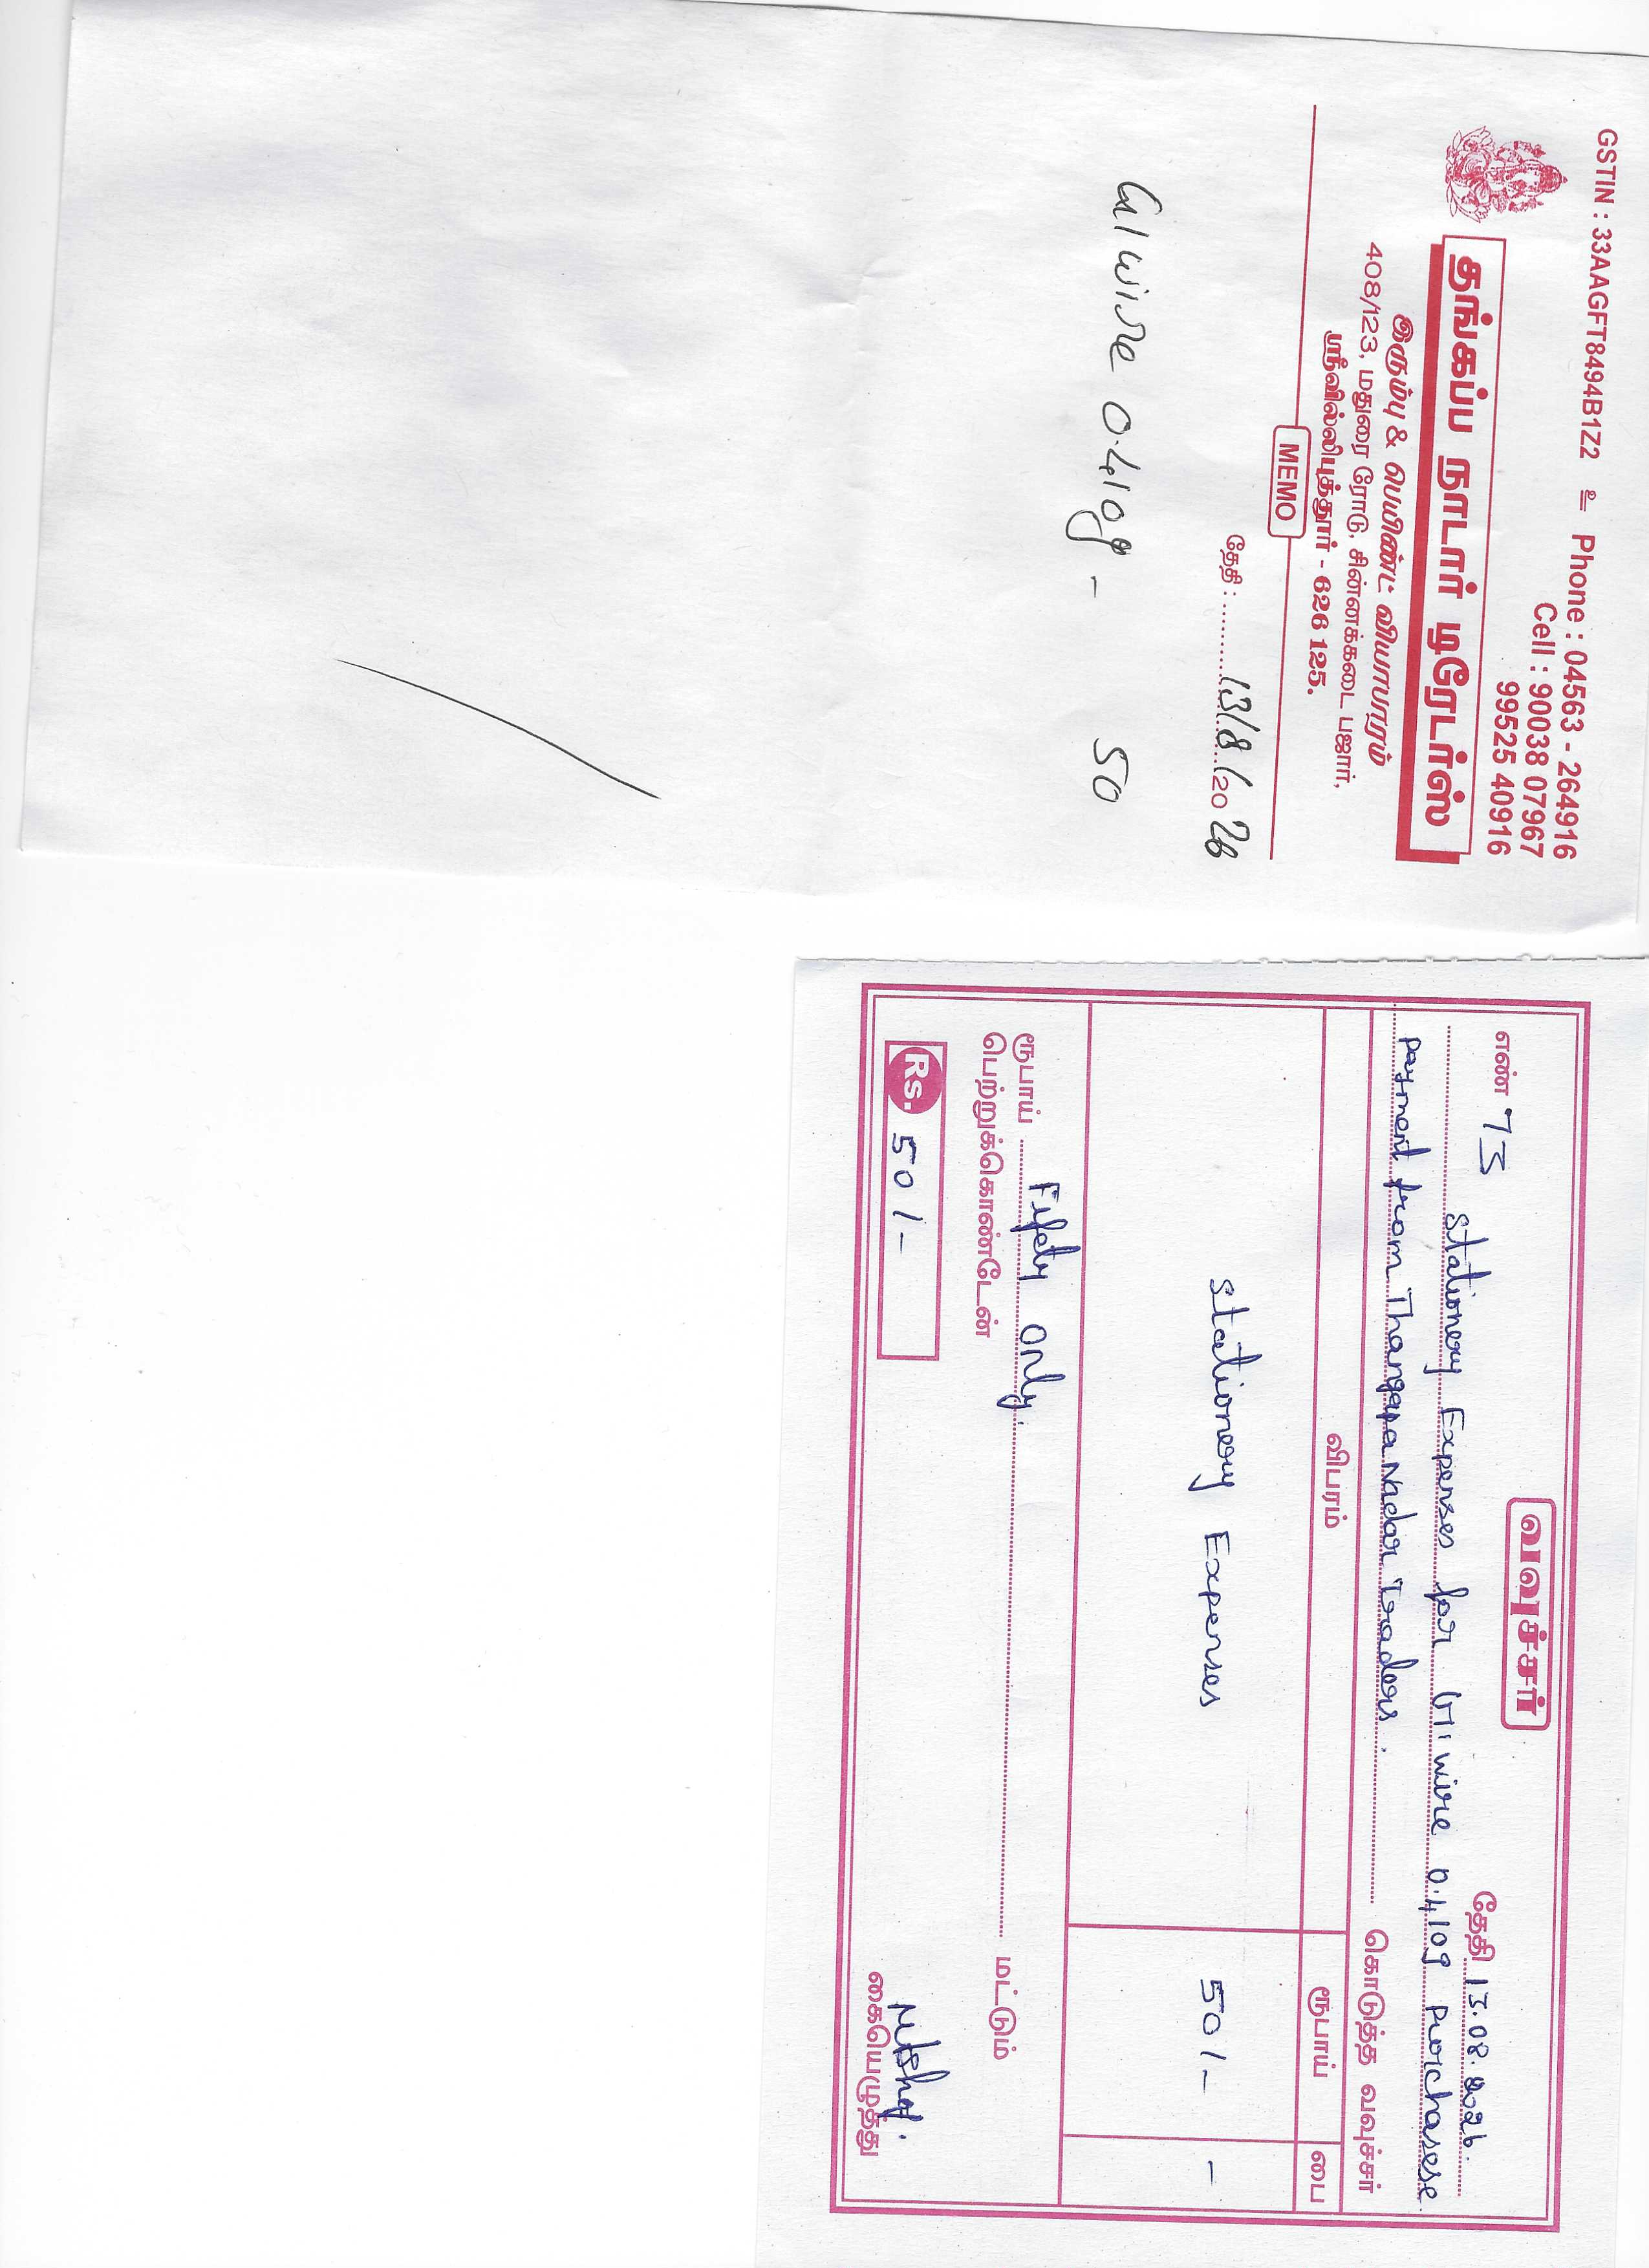 GSTIN : 33AAGFT8494B1Z2 உ Phone : 04563 - 264916
Cell : 90038 07967
99525 40916
தங்கப்ப நாடார் டிரேடர்ஸ்
இரும்பு & பெயிண்ட் வியாபாரம்
408/123, மதுரை ரோடு, சின்னக்கடை பஜார்,
ஸ்ரீவில்லிபுத்தூர் - 626 125.
MEMO
தேதி : 13/8/2026
GI wire 0.410g - 50
வவுச்சர்
எண் 73 தேதி 13.08.2026.
Stationery Expenses for GI wire 0.410g purchasese
payment from Thangapa Nadar Traders. கொடுத்த வவுச்சர்
விபரம் ரூபாய் பை
Stationery Expenses 50/- -
ரூபாய் Fifety only. மட்டும்
பெற்றுக்கொண்டேன்
Rs. 50/-
கையெழுத்து